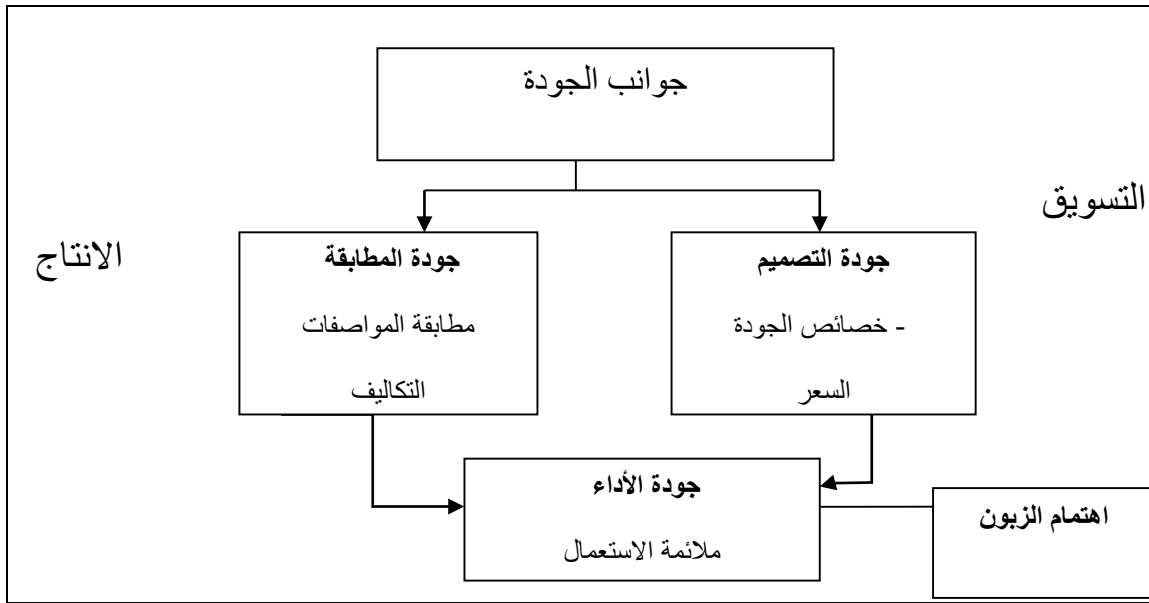 جوانب الجودة
التسويق
الانتاج
جودة التصميم
- خصائص الجودة
السعر
جودة المطابقة
مطابقة المواصفات
التكاليف
جودة الأداء
ملائمة الاستعمال
اهتمام الزبون